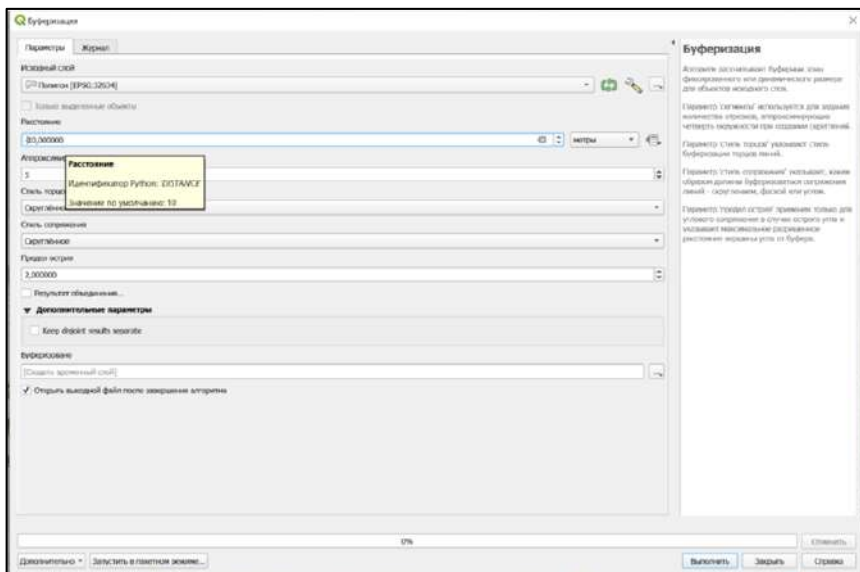 Буферизация
Параметры Журнал
Исходный слой
Полигон [EPSG:32634]
Только выделенные объекты
Расстояние
метры
Расстояние
Идентификатор Python: DISTANCE
Значение по умолчанию: 10
5
Стиль
Скруглённое
Стиль сопряжения
Скруглённое
Предел острия
2,000000
Результат объединения...
Дополнительные параметры
Keep disjoint results separate
Буферизовано
[Создать временный слой]
Открыть выходной файл после завершения алгоритма
Буферизация
Алгоритм рассчитывает буферные зоны
фиксированного или динамического размера
для объектов исходного слоя.
Параметр 'сегменты' используется для задания
количества отрезков, аппроксимирующих
четверть окружности при создании скруглений.
Параметр 'стиль торцов' указывает стиль
буферизации торцов линий.
Параметр 'стиль сопряжения' указывает, каким
образом должны буферизоваться сопряжения
линий - скруглением, фаской или углом.
Параметр 'предел острия' применим только для
углового сопряжения в случае острого угла и
указывает максимальное разрешенное
расстояние вершины угла от буфера.
0%
Отменить
Дополнительно Запустить в пакетном режиме...
Выполнить Закрыть Справка